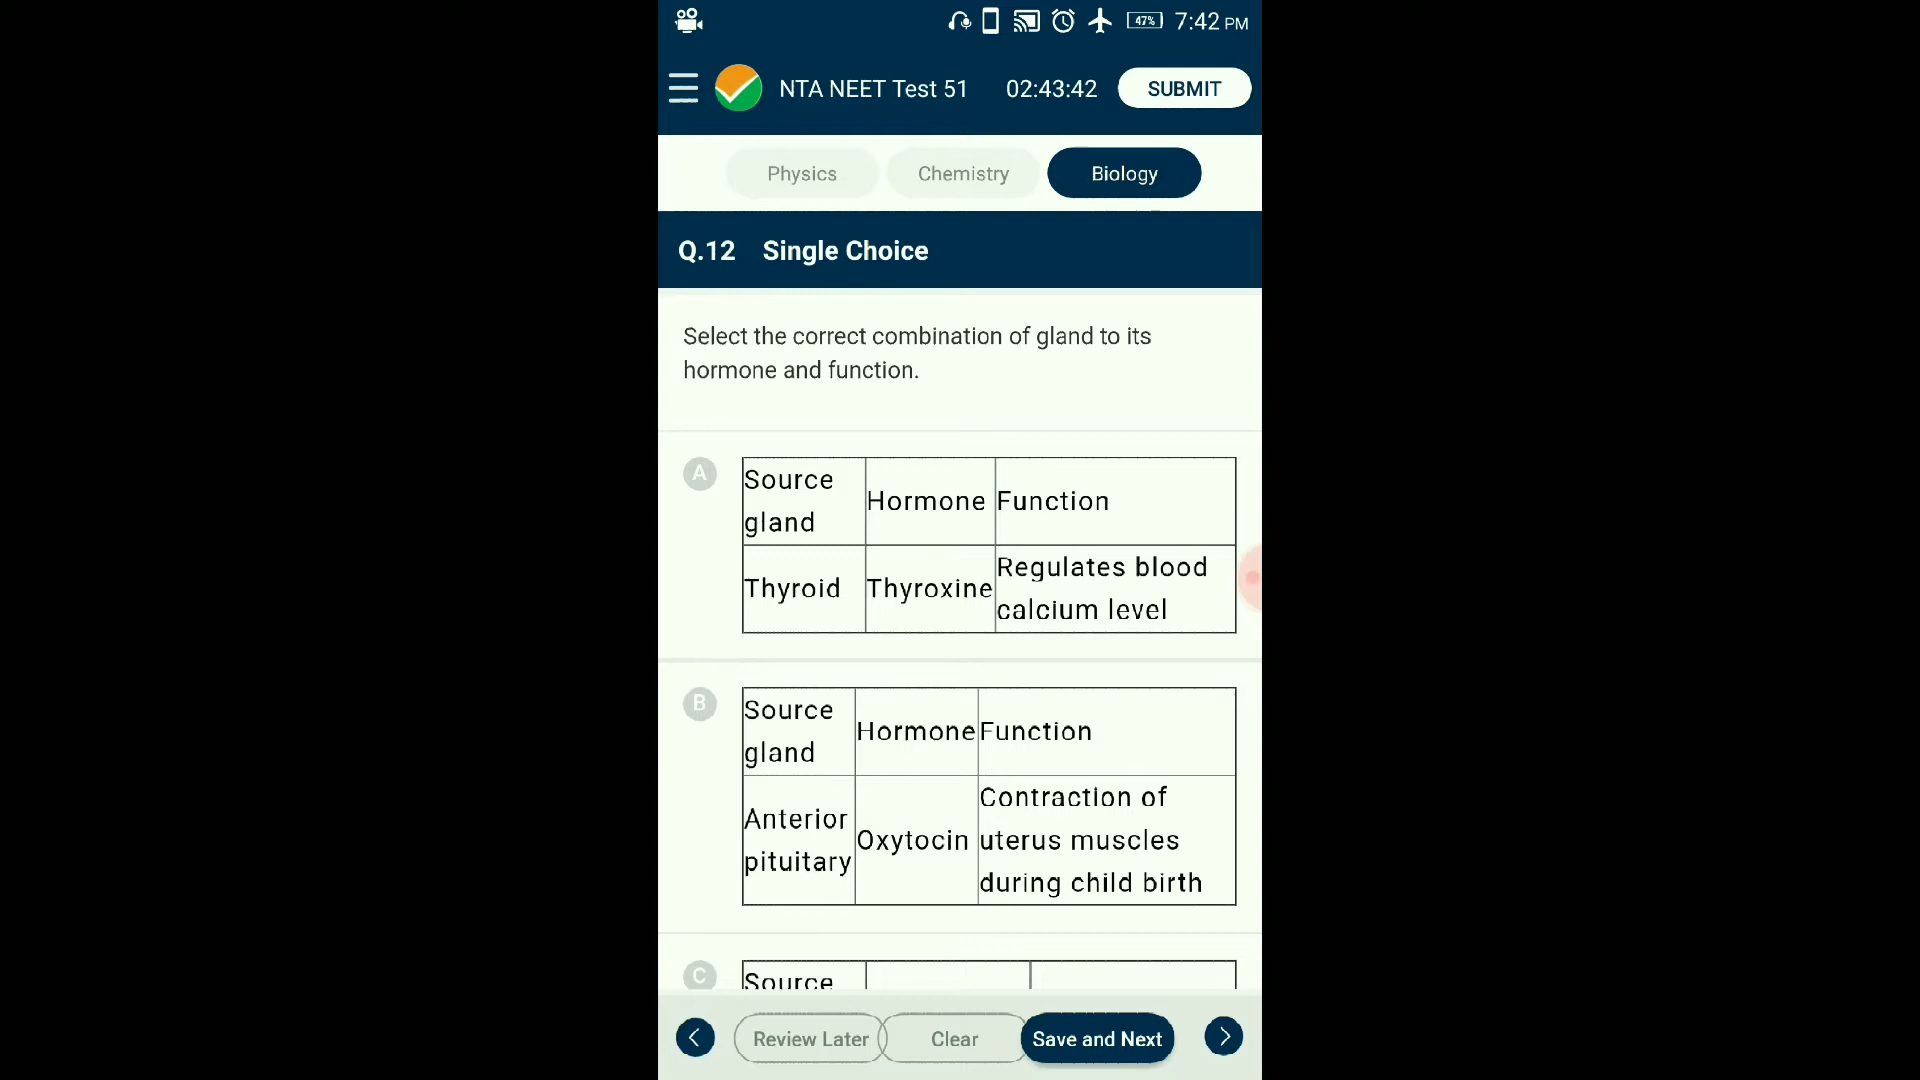 47% 7:42 PM
NTA NEET Test 51 02:43:42 SUBMIT
Physics Chemistry Biology
Q.12 Single Choice
Select the correct combination of gland to its
hormone and function.
A
Source
gland
Hormone
Function
Thyroid
Thyroxine
Regulates blood
calcium level
B
Source
gland
Hormone
Function
Anterior
pituitary
Oxytocin
Contraction of
uterus muscles
during child birth
C
Source
Review Later Clear Save and Next